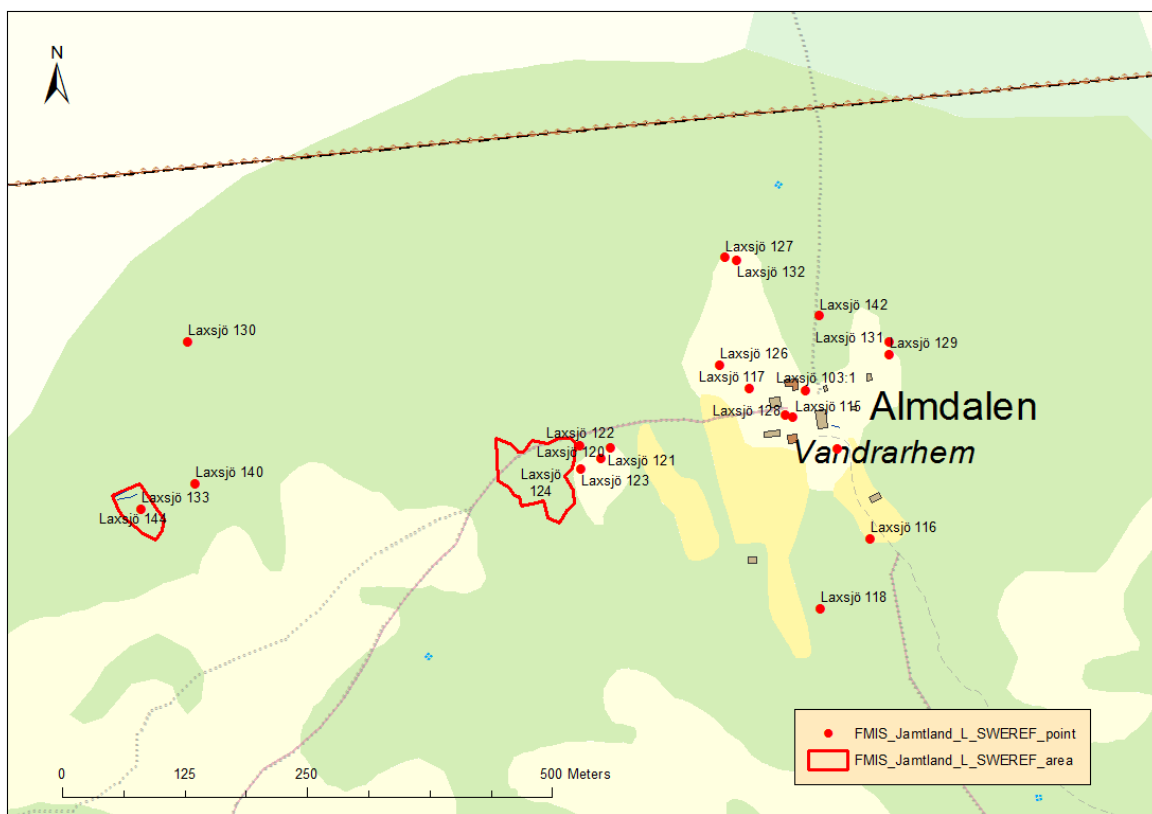 N
Laxsjö 127
Laxsjö 132
Laxsjö 142
Laxsjö 130
Laxsjö 131
Laxsjö 129
Laxsjö 126
Laxsjö 117
Laxsjö 103:1
Laxsjö 128
Laxsjö 115
Almdalen
Vandrarhem
Laxsjö 122
Laxsjö 120
Laxsjö 121
Laxsjö
124
Laxsjö 123
Laxsjö 140
Laxsjö 133
Laxsjö 144
Laxsjö 116
Laxsjö 118
FMIS_Jamtland_L_SWEREF_point
FMIS_Jamtland_L_SWEREF_area
0 125 250 500 Meters